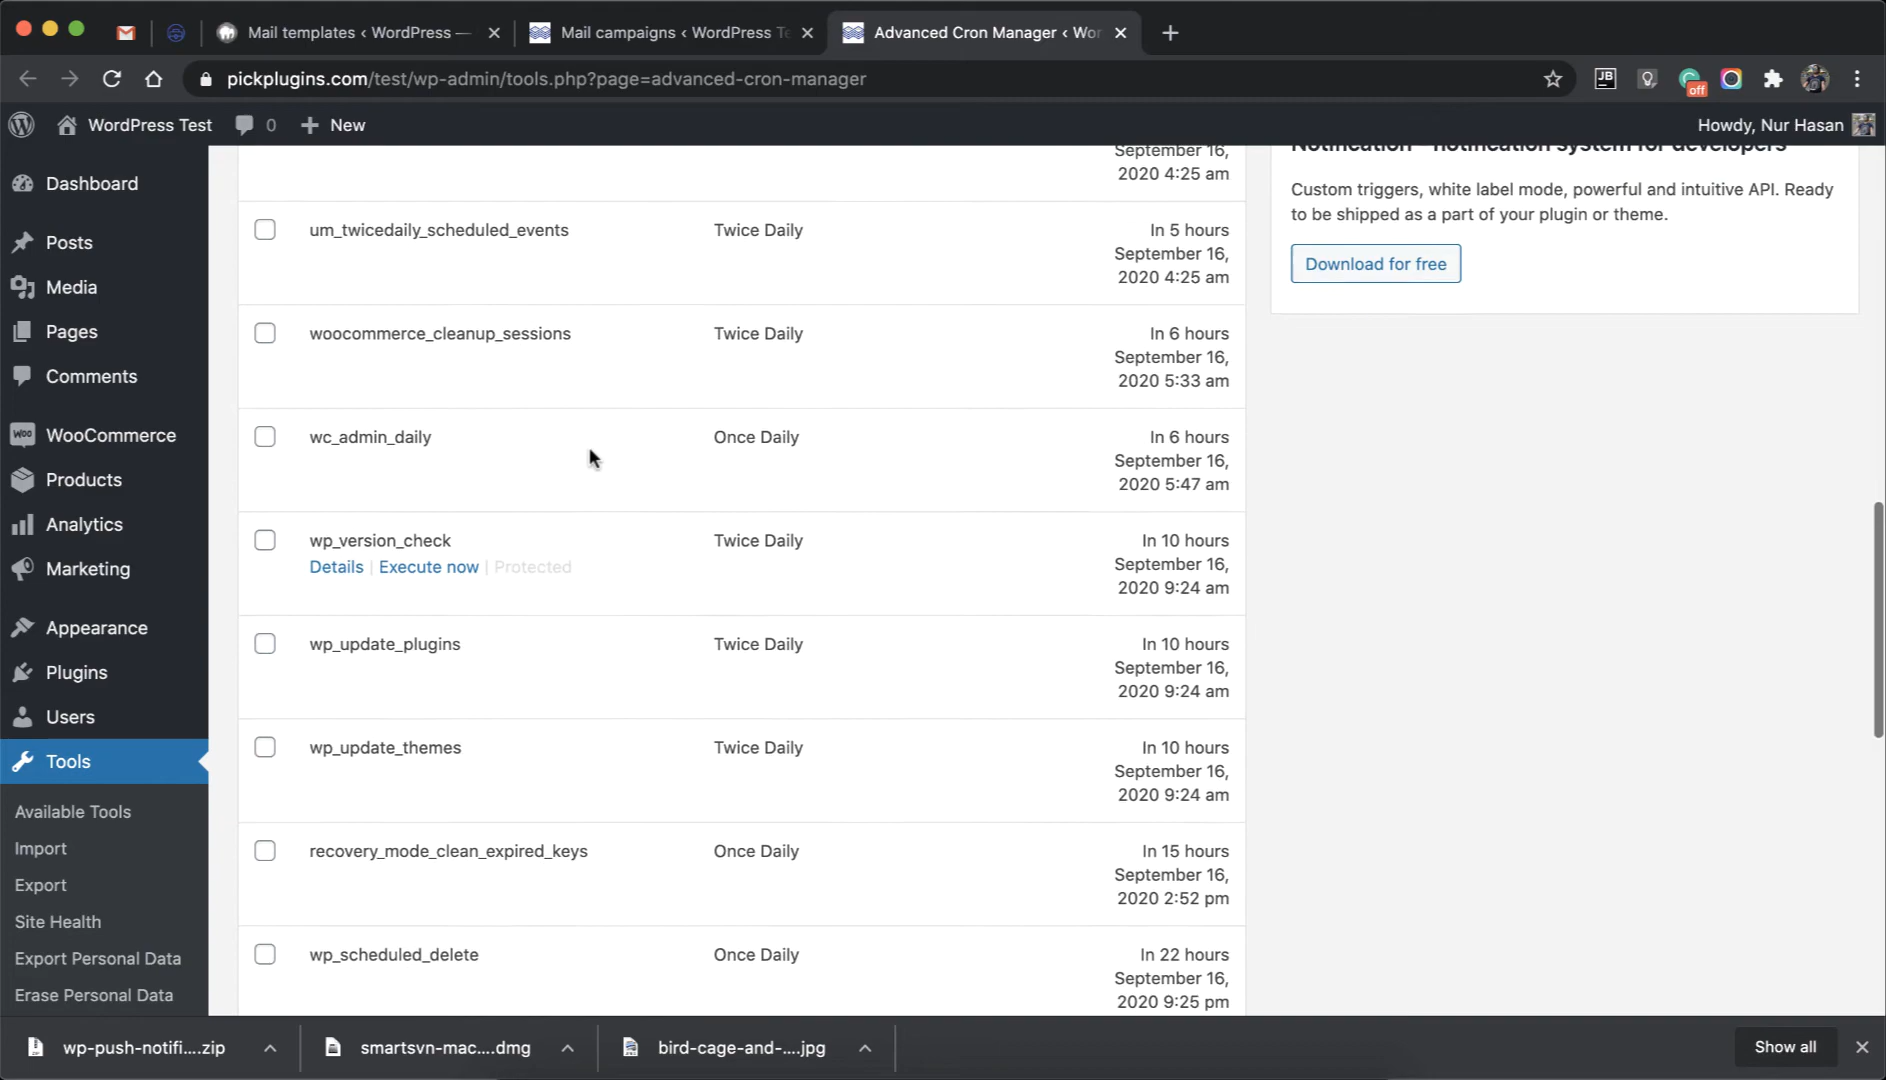 Mail templates ‹ WordPress —
Mail campaigns ‹ WordPress Te
Advanced Cron Manager ‹ Wor
pickplugins.com/test/wp-admin/tools.php?page=advanced-cron-manager
JB
off
WordPress Test
0
New
Howdy, Nur Hasan
Dashboard
Posts
Media
Pages
Comments
Woo
WooCommerce
Products
Analytics
Marketing
Appearance
Plugins
Users
Tools
Available Tools
Import
Export
Site Health
Export Personal Data
Erase Personal Data
September 16,
2020 4:25 am
um_twicedaily_scheduled_events
Twice Daily
In 5 hours
September 16,
2020 4:25 am
woocommerce_cleanup_sessions
Twice Daily
In 6 hours
September 16,
2020 5:33 am
wc_admin_daily
Once Daily
In 6 hours
September 16,
2020 5:47 am
wp_version_check
Details | Execute now | Protected
Twice Daily
In 10 hours
September 16,
2020 9:24 am
wp_update_plugins
Twice Daily
In 10 hours
September 16,
2020 9:24 am
wp_update_themes
Twice Daily
In 10 hours
September 16,
2020 9:24 am
recovery_mode_clean_expired_keys
Once Daily
In 15 hours
September 16,
2020 2:52 pm
wp_scheduled_delete
Once Daily
In 22 hours
September 16,
2020 9:25 pm
Notification - notification system for developers
Custom triggers, white label mode, powerful and intuitive API. Ready
to be shipped as a part of your plugin or theme.
Download for free
wp-push-notifi....zip
smartsvn-mac....dmg
bird-cage-and-....jpg
Show all